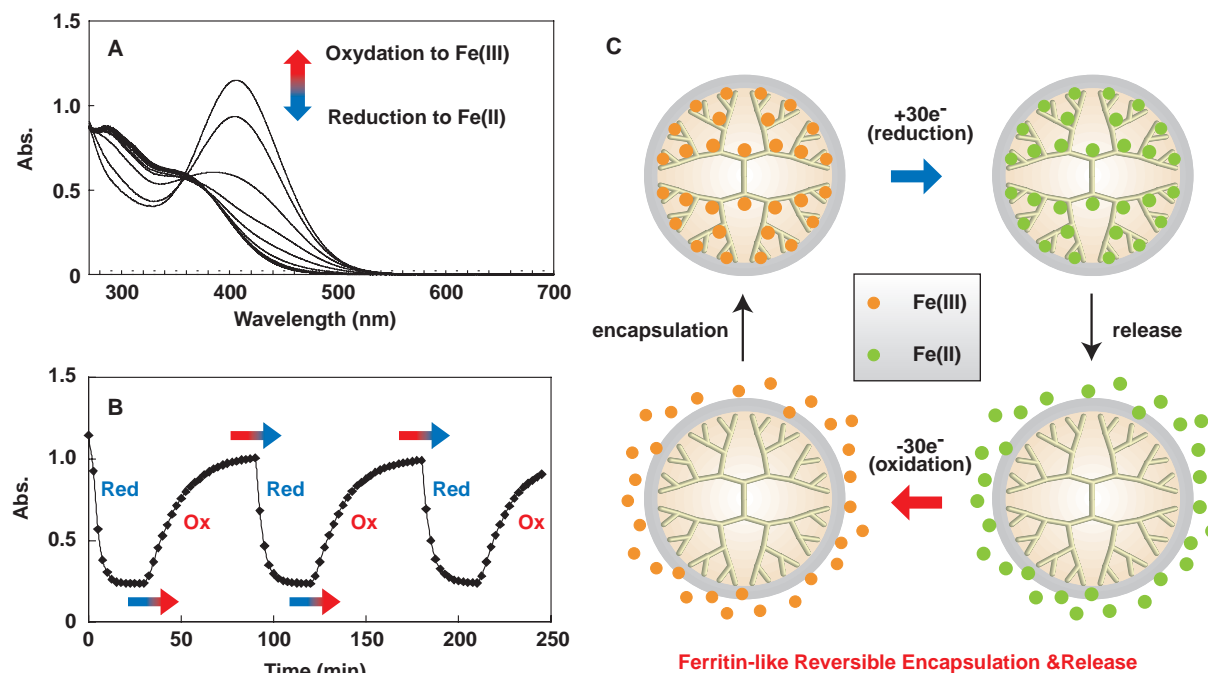 A
1.5
1.0
0.5
0
Abs.
Oxydation to Fe(III)
Reduction to Fe(II)
300
400
500
600
700
Wavelength (nm)
B
1.5
1.0
0.5
0
Abs.
Red
Ox
Red
Ox
Red
Ox
0
50
100
150
200
250
Time (min)
C
+30e⁻
(reduction)
encapsulation
Fe(III)
Fe(II)
release
-30e⁻
(oxidation)
Ferritin-like Reversible Encapsulation &Release